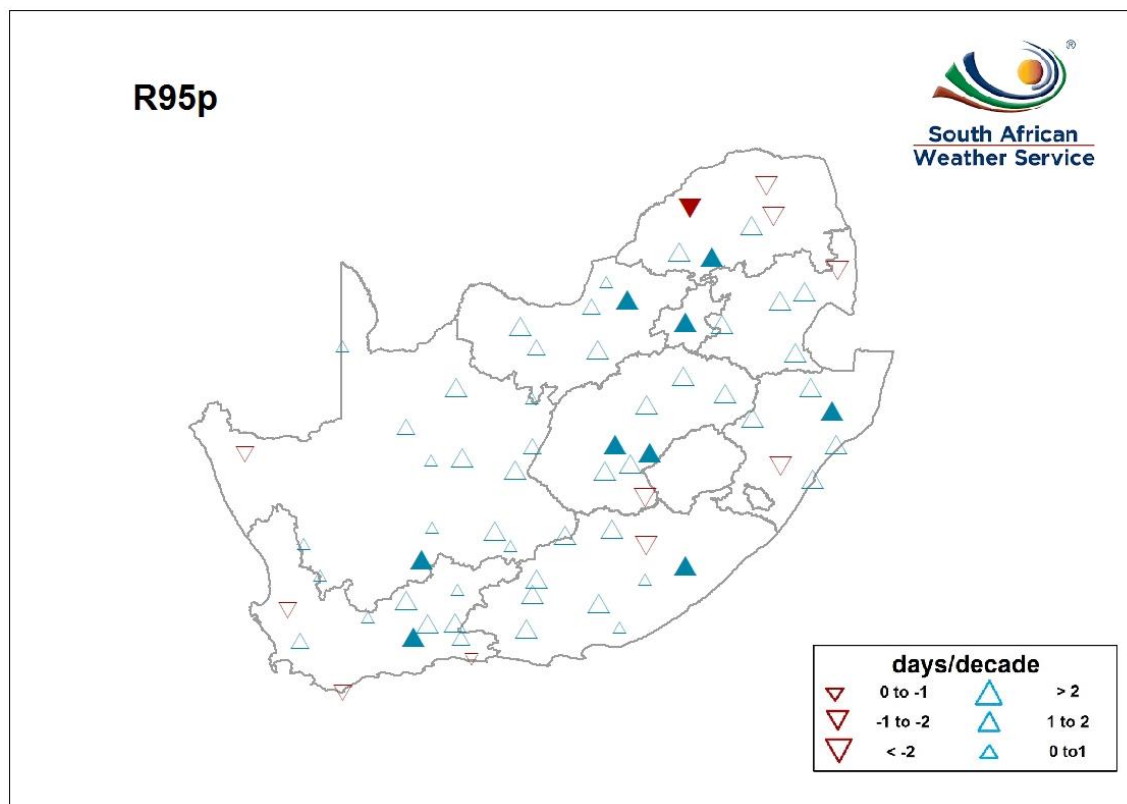 R95p
®
South African
Weather Service
days/decade
0 to -1
> 2
-1 to -2
1 to 2
< -2
0 to1